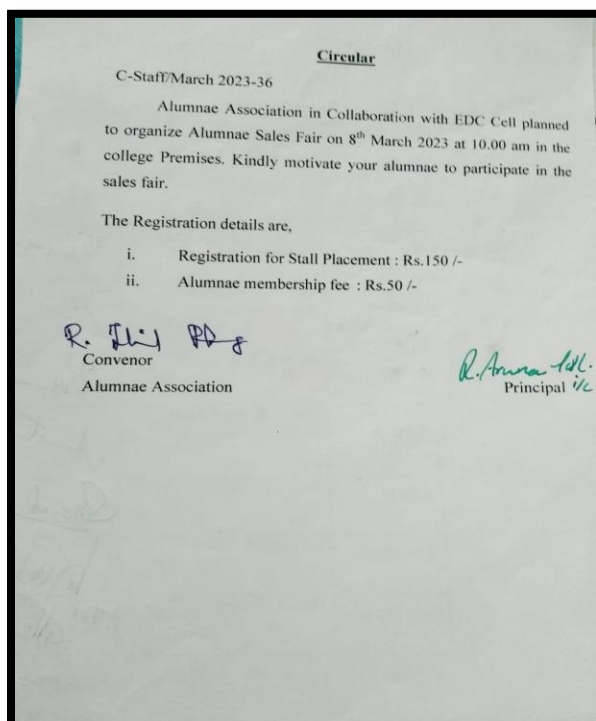 Circular
C-Staff/March 2023-36
Alumnae Association in Collaboration with EDC Cell planned
to organize Alumnae Sales Fair on 8th March 2023 at 10.00 am in the
college Premises. Kindly motivate your alumnae to participate in the
sales fair.
The Registration details are,
i. Registration for Stall Placement : Rs.150 /-
ii. Alumnae membership fee : Rs.50 /-
R.
Convenor
Alumnae Association
R. Aruna
Principal i/c